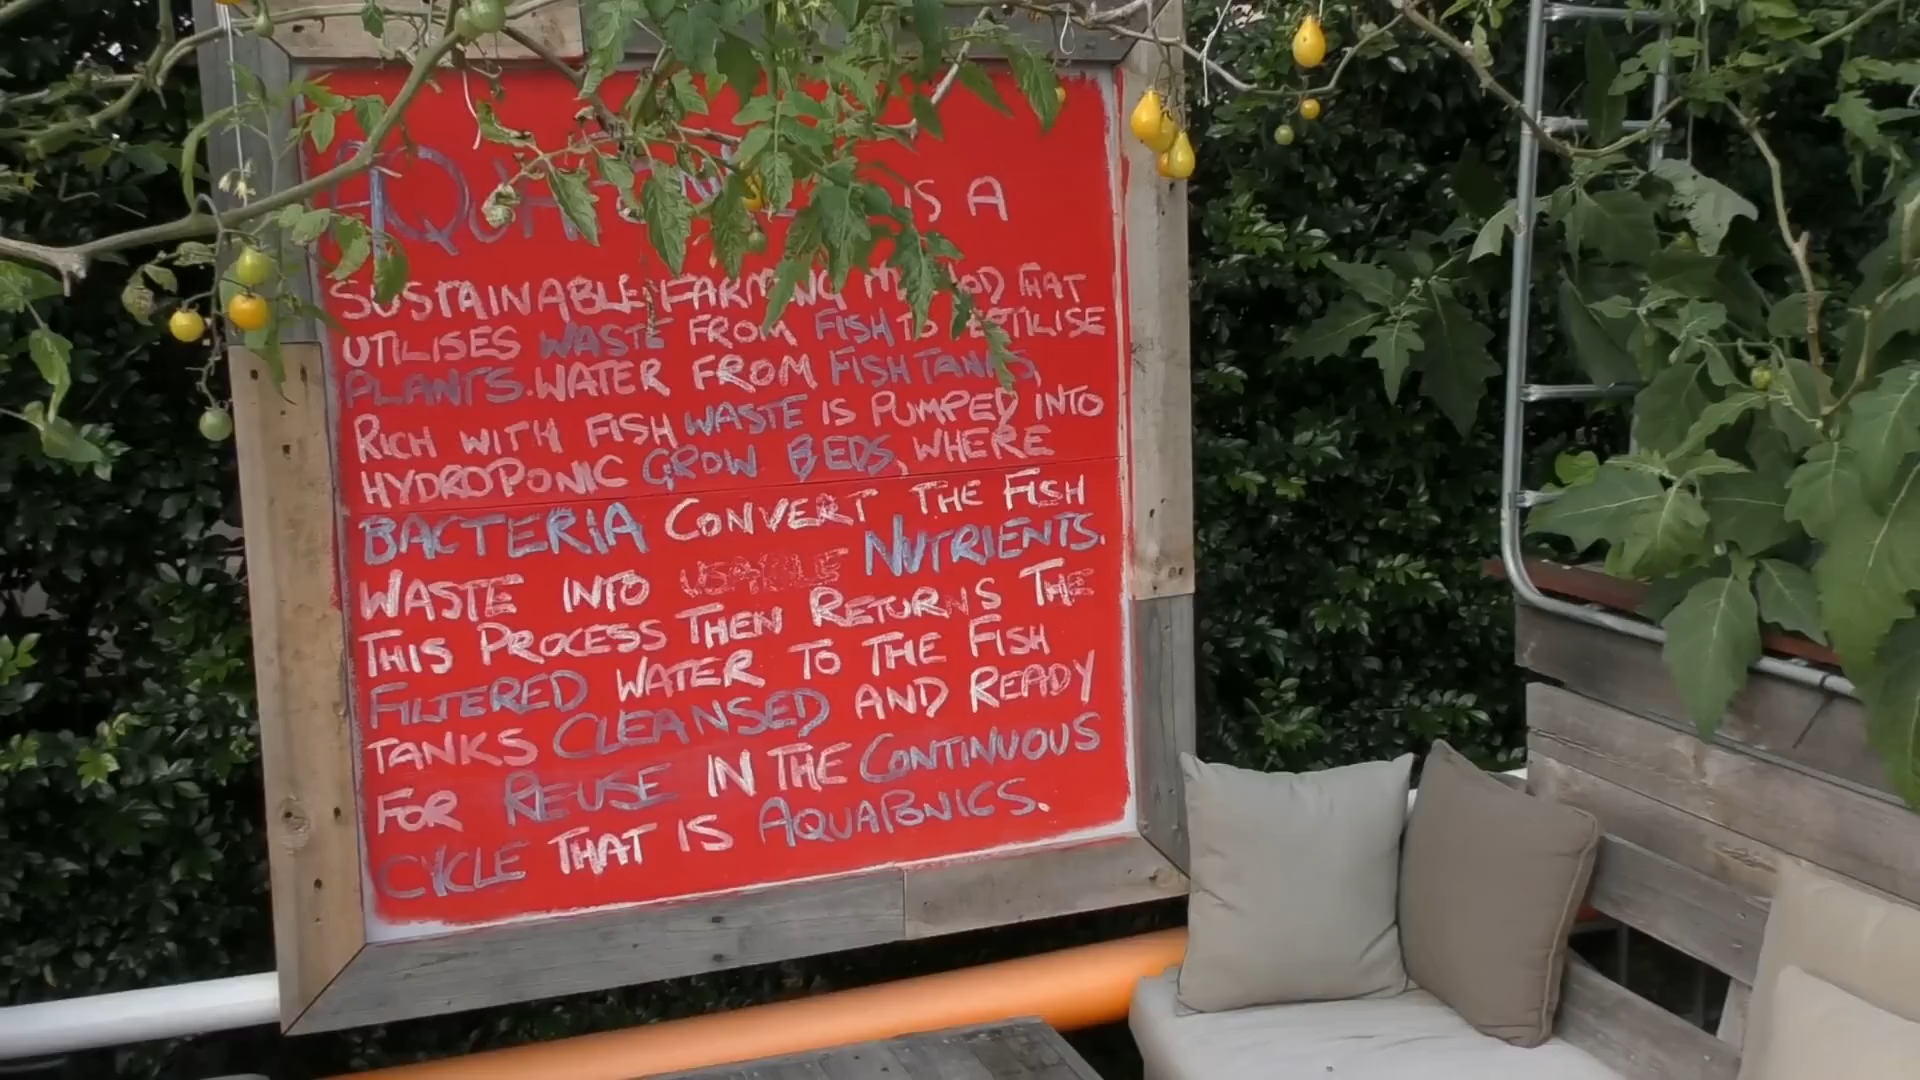 IS A
SUSTAINABLE FARMING METHOD THAT
UTILISES WASTE FROM FISH TO FERTILISE
PLANTS. WATER FROM FISH TANKS,
RICH WITH FISH WASTE IS PUMPED INTO
HYDROPONIC GROW BEDS, WHERE
BACTERIA CONVERT THE FISH
WASTE INTO USABLE NUTRIENTS.
THIS PROCESS THEN RETURNS THE
FILTERED WATER TO THE FISH
TANKS CLEANSED AND READY
FOR REUSE IN THE CONTINUOUS
CYCLE THAT IS AQUAPONICS.